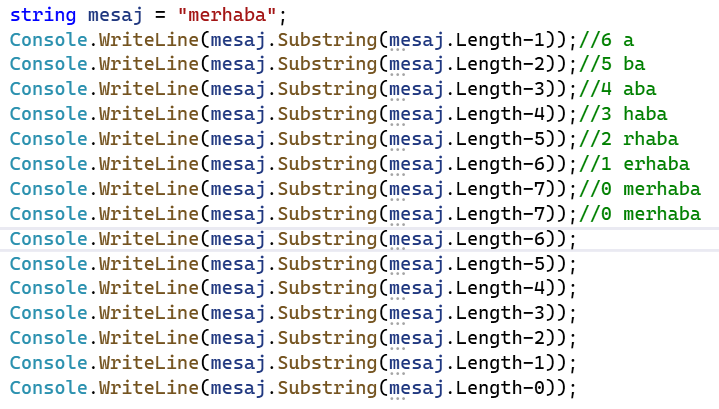 string mesaj = "merhaba";
Console.WriteLine(mesaj.Substring(mesaj.Length-1));//6 a
Console.WriteLine(mesaj.Substring(mesaj.Length-2));//5 ba
Console.WriteLine(mesaj.Substring(mesaj.Length-3));//4 aba
Console.WriteLine(mesaj.Substring(mesaj.Length-4));//3 haba
Console.WriteLine(mesaj.Substring(mesaj.Length-5));//2 rhaba
Console.WriteLine(mesaj.Substring(mesaj.Length-6));//1 erhaba
Console.WriteLine(mesaj.Substring(mesaj.Length-7));//0 merhaba
Console.WriteLine(mesaj.Substring(mesaj.Length-7));//0 merhaba
Console.WriteLine(mesaj.Substring(mesaj.Length-6));
Console.WriteLine(mesaj.Substring(mesaj.Length-5));
Console.WriteLine(mesaj.Substring(mesaj.Length-4));
Console.WriteLine(mesaj.Substring(mesaj.Length-3));
Console.WriteLine(mesaj.Substring(mesaj.Length-2));
Console.WriteLine(mesaj.Substring(mesaj.Length-1));
Console.WriteLine(mesaj.Substring(mesaj.Length-0));